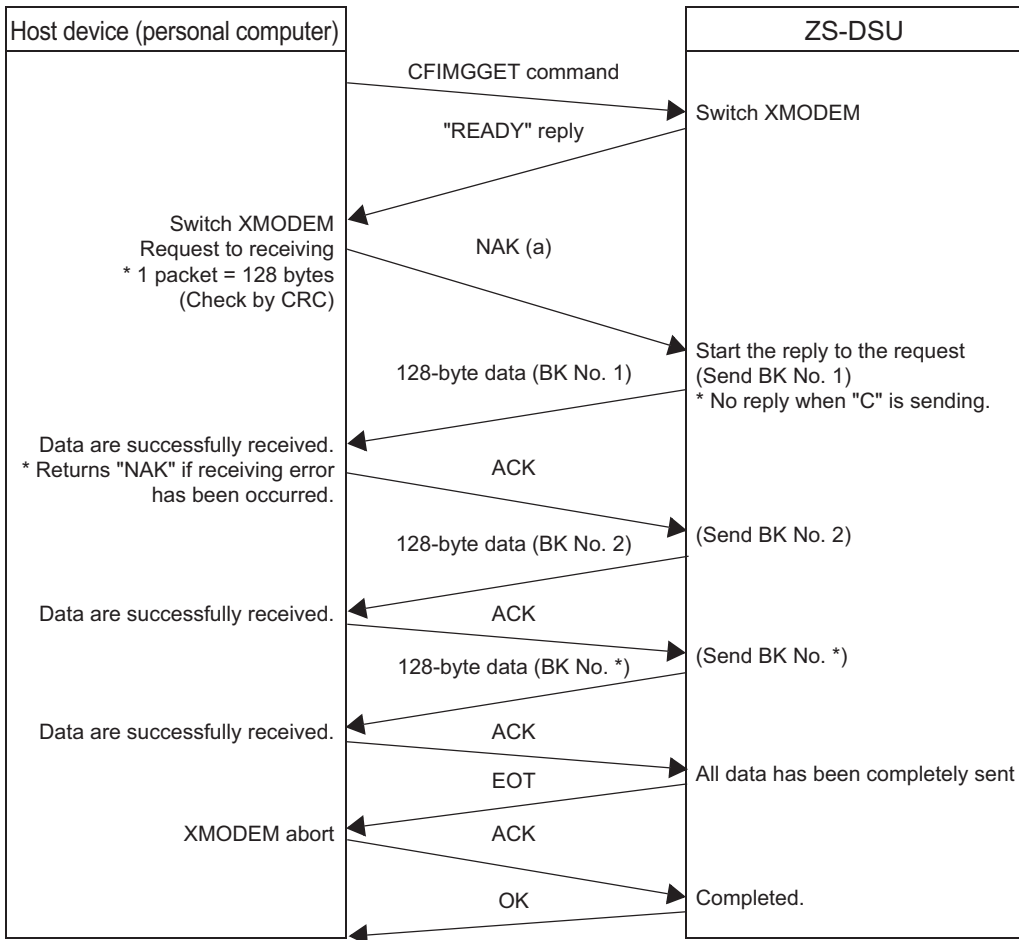 Host device (personal computer)
ZS-DSU
CFIMGGET command
Switch XMODEM
"READY" reply
Switch XMODEM
Request to receiving
* 1 packet = 128 bytes
(Check by CRC)
NAK (a)
Start the reply to the request
(Send BK No. 1)
* No reply when "C" is sending.
128-byte data (BK No. 1)
Data are successfully received.
* Returns "NAK" if receiving error
has been occurred.
ACK
(Send BK No. 2)
128-byte data (BK No. 2)
Data are successfully received.
ACK
(Send BK No. *)
128-byte data (BK No. *)
Data are successfully received.
ACK
All data has been completely sent
EOT
XMODEM abort
ACK
Completed.
OK